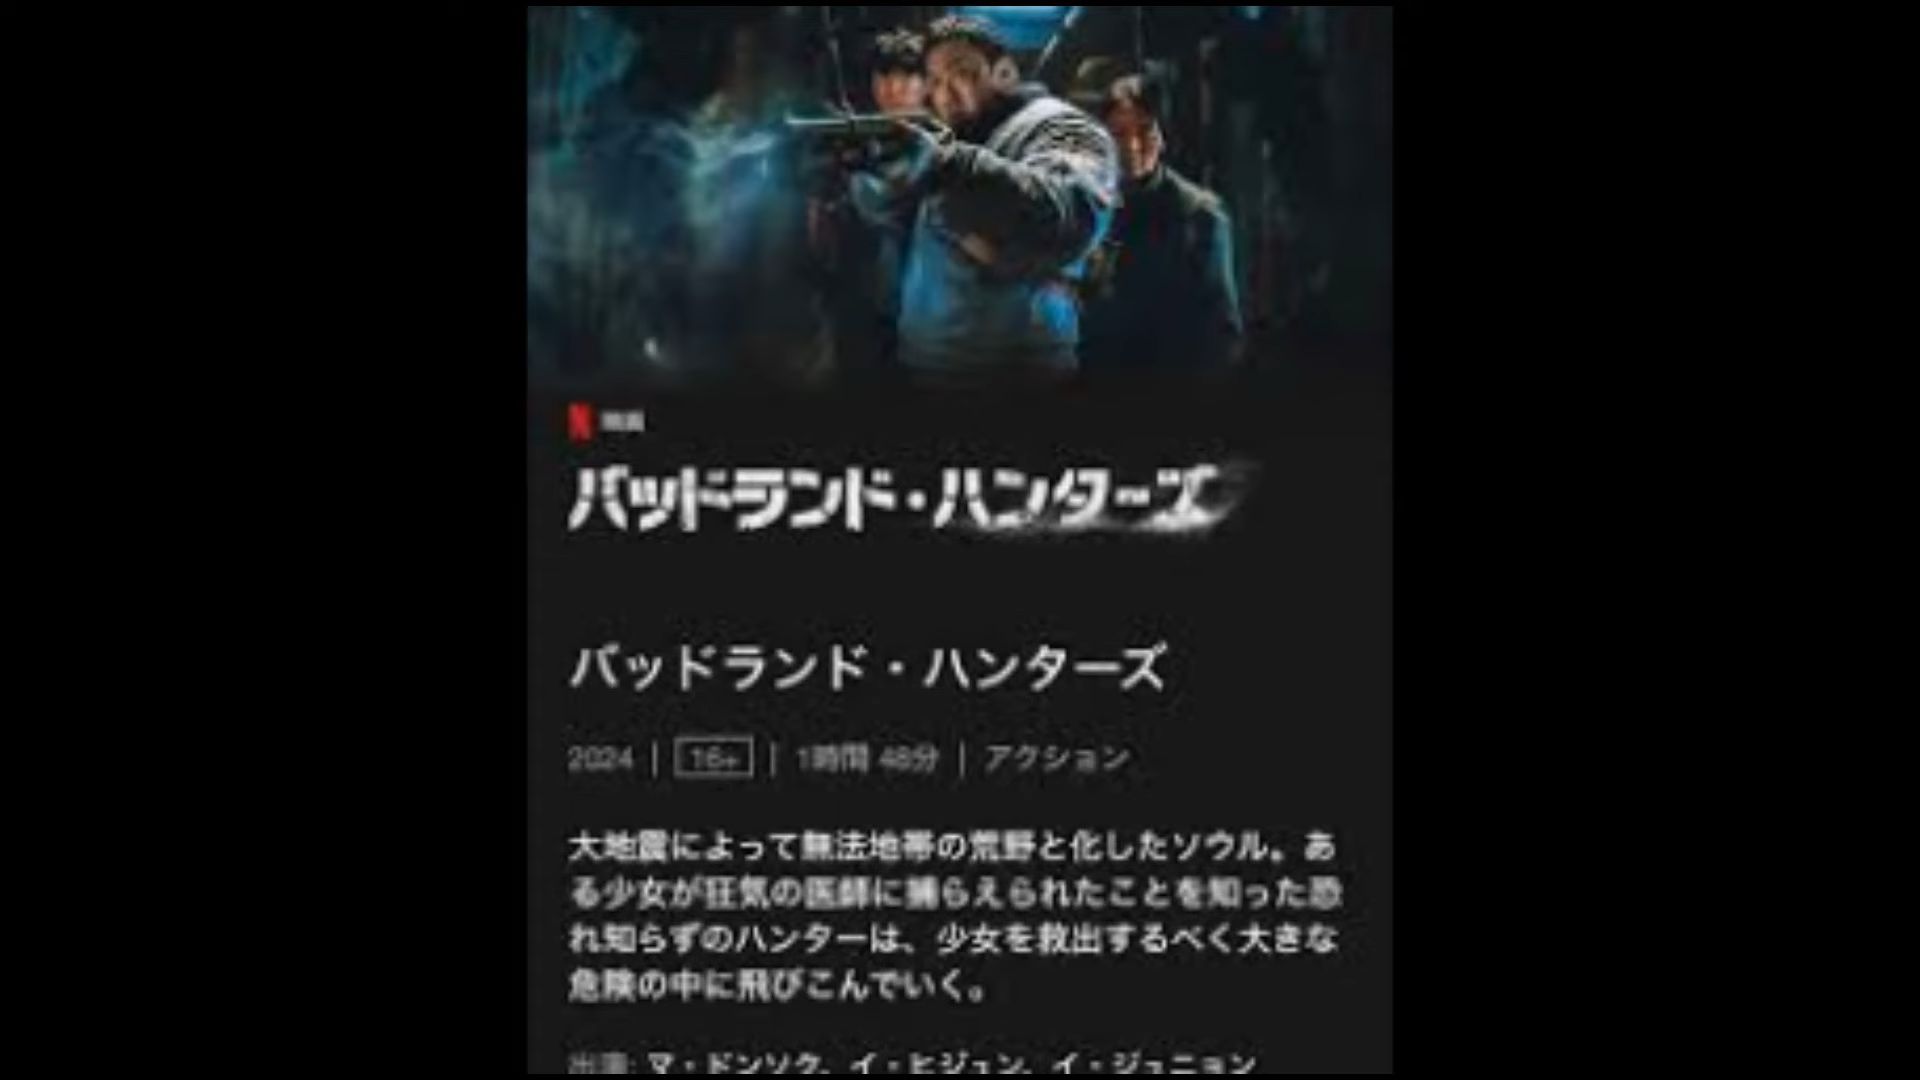 N 映画
バッドランド・ハンターズ
バッドランド・ハンターズ
2024 | 16+ | 1時間 48分 | アクション
大地震によって無法地帯の荒野と化したソウル。あ
る少女が狂気の医師に捕らえられたことを知った恐
れ知らずのハンターは、少女を救出するべく大きな
危険の中に飛びこんでいく。
出演: マ・ドンソク, イ・ヒジュン, イ・ジュニョン